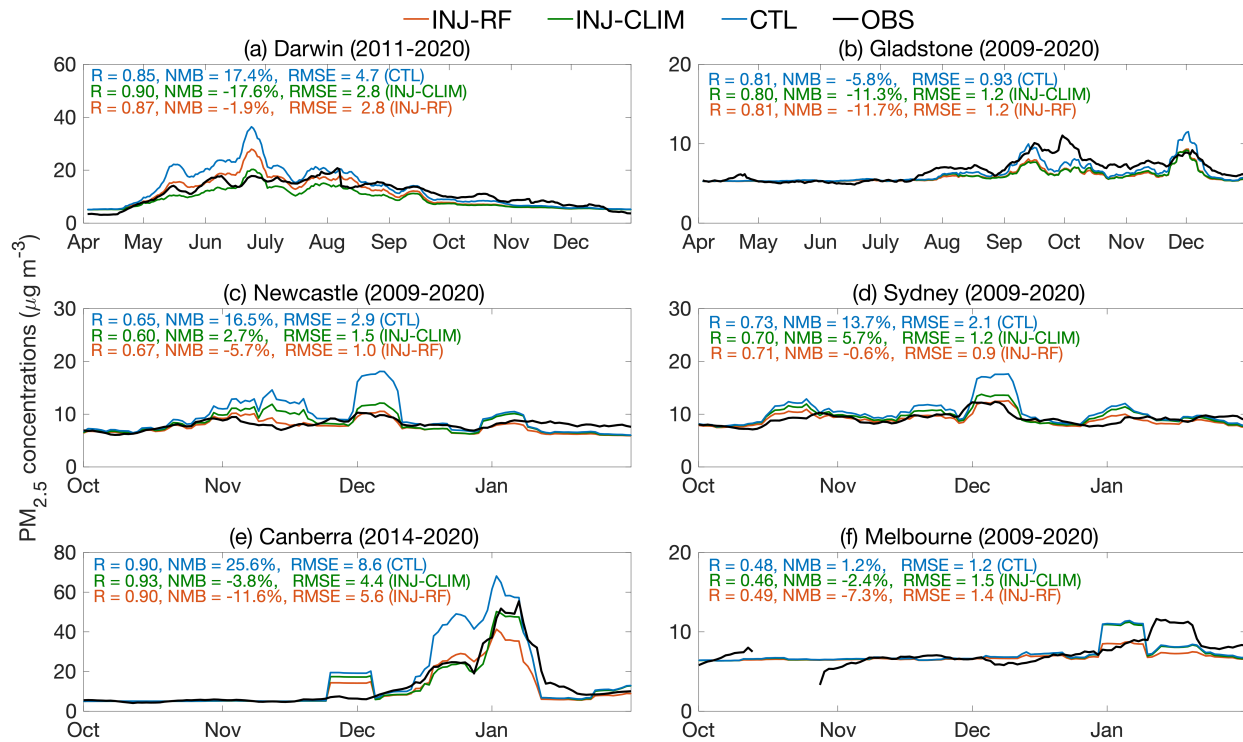 INJ-RF INJ-CLIM CTL OBS
(a) Darwin (2011-2020)
R = 0.85, NMB = 17.4%, RMSE = 4.7 (CTL)
R = 0.90, NMB = -17.6%, RMSE = 2.8 (INJ-CLIM)
R = 0.87, NMB = -1.9%, RMSE = 2.8 (INJ-RF)
60
40
20
0
Apr May Jun July Aug Sep Oct Nov Dec
(b) Gladstone (2009-2020)
R = 0.81, NMB = -5.8%, RMSE = 0.93 (CTL)
R = 0.80, NMB = -11.3%, RMSE = 1.2 (INJ-CLIM)
R = 0.81, NMB = -11.7%, RMSE = 1.2 (INJ-RF)
20
10
0
Apr May Jun July Aug Sep Oct Nov Dec
PM2.5 concentrations (μg m-3)
(c) Newcastle (2009-2020)
R = 0.65, NMB = 16.5%, RMSE = 2.9 (CTL)
R = 0.60, NMB = 2.7%, RMSE = 1.5 (INJ-CLIM)
R = 0.67, NMB = -5.7%, RMSE = 1.0 (INJ-RF)
30
20
10
0
Oct Nov Dec Jan
(d) Sydney (2009-2020)
R = 0.73, NMB = 13.7%, RMSE = 2.1 (CTL)
R = 0.70, NMB = 5.7%, RMSE = 1.2 (INJ-CLIM)
R = 0.71, NMB = -0.6%, RMSE = 0.9 (INJ-RF)
30
20
10
0
Oct Nov Dec Jan
(e) Canberra (2014-2020)
R = 0.90, NMB = 25.6%, RMSE = 8.6 (CTL)
R = 0.93, NMB = -3.8%, RMSE = 4.4 (INJ-CLIM)
R = 0.90, NMB = -11.6%, RMSE = 5.6 (INJ-RF)
80
60
40
20
0
Oct Nov Dec Jan
(f) Melbourne (2009-2020)
R = 0.48, NMB = 1.2%, RMSE = 1.2 (CTL)
R = 0.46, NMB = -2.4%, RMSE = 1.5 (INJ-CLIM)
R = 0.49, NMB = -7.3%, RMSE = 1.4 (INJ-RF)
20
10
0
Oct Nov Dec Jan